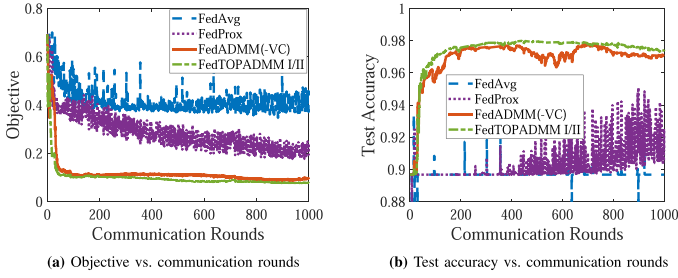 0.8
0.6
0.4
0.2
0
Objective
FedAvg
FedProx
FedADMM(-VC)
FedTOPADMM I/II
0 200 400 600 800 1000
Communication Rounds
(a) Objective vs. communication rounds
1
0.98
0.96
0.94
0.92
0.9
0.88
Test Accuracy
FedAvg
FedProx
FedADMM(-VC)
FedTOPADMM I/II
0 200 400 600 800 1000
Communication Rounds
(b) Test accuracy vs. communication rounds